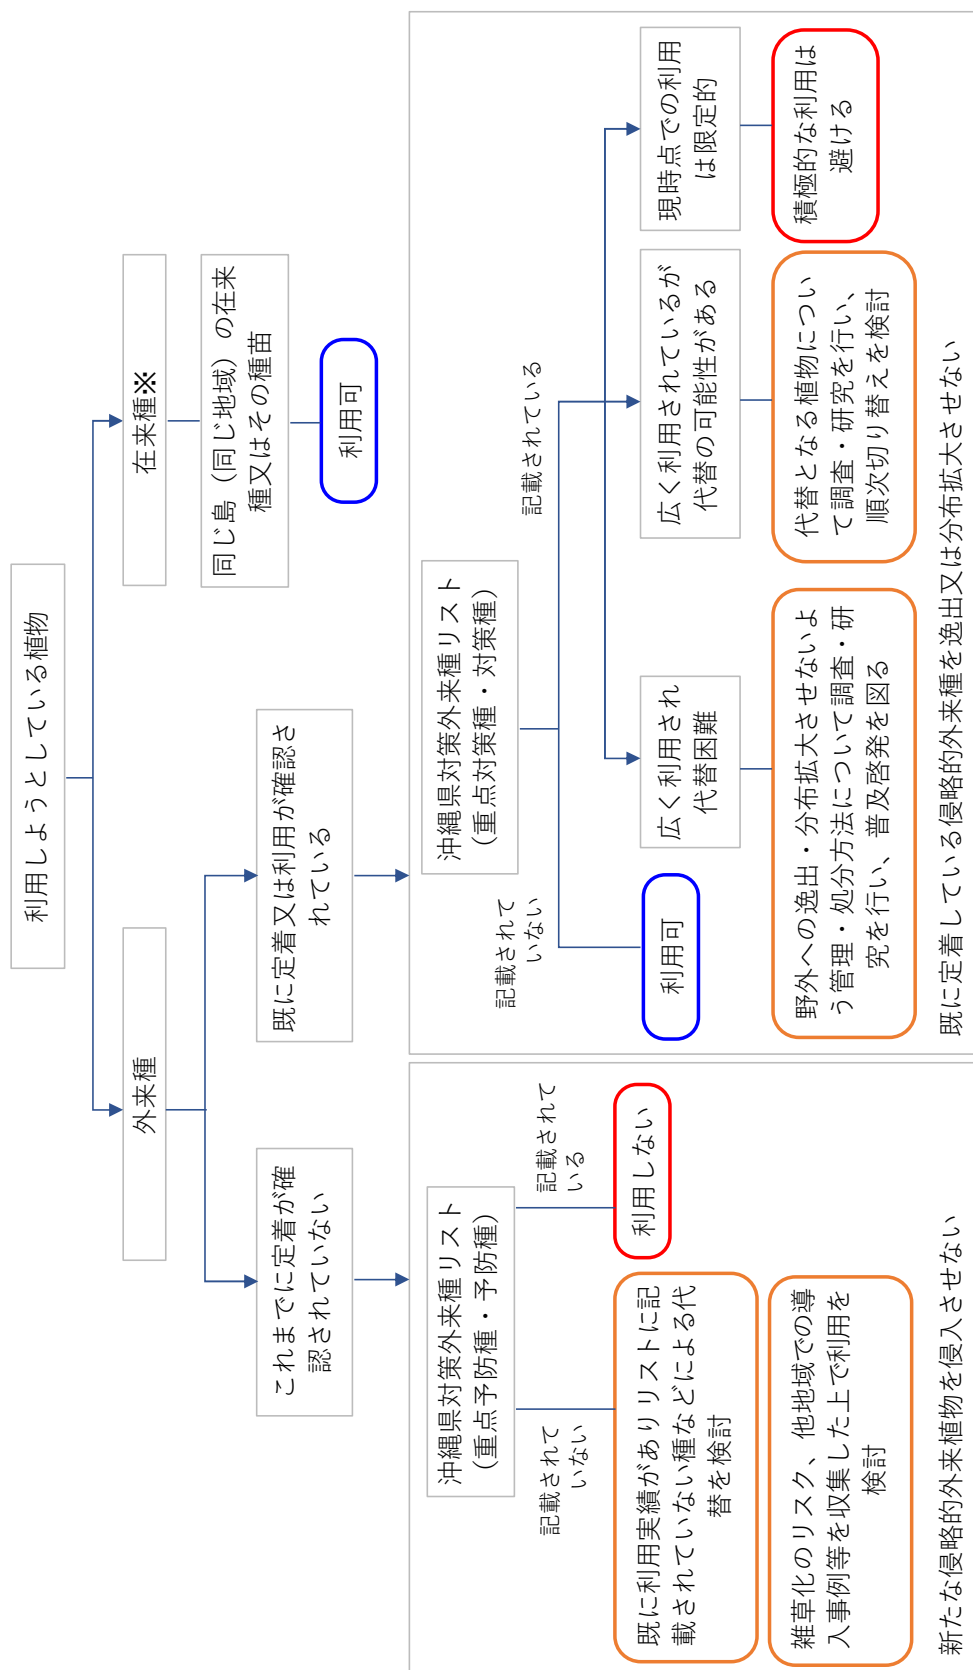 利用しようとしている植物
外来種
在来種※
これまでに定着が確
認されていない
既に定着又は利用が確認さ
れている
同じ島（同じ地域）の在来
種又はその種苗
利用可
沖縄県対策外来種リスト
（重点予防種・予防種）
記載されて
いない
記載されて
いる
既に利用実績がありリストに記
載されていない種などによる代
替を検討
利用しない
雑草化のリスク、他地域での導
入事例等を収集した上で利用を
検討
新たな侵略的外来植物を侵入させない
沖縄県対策外来種リスト
（重点対策種・対策種）
記載されて
いない
記載されている
利用可
広く利用され
代替困難
広く利用されているが
代替の可能性がある
現時点での利用
は限定的
野外への逸出・分布拡大させないよ
う管理・処分方法について調査・研
究を行い、普及啓発を図る
代替となる植物につい
て調査・研究を行い、
順次切り替えを検討
積極的な利用は
避ける
既に定着している侵略的外来種を逸出又は分布拡大させない